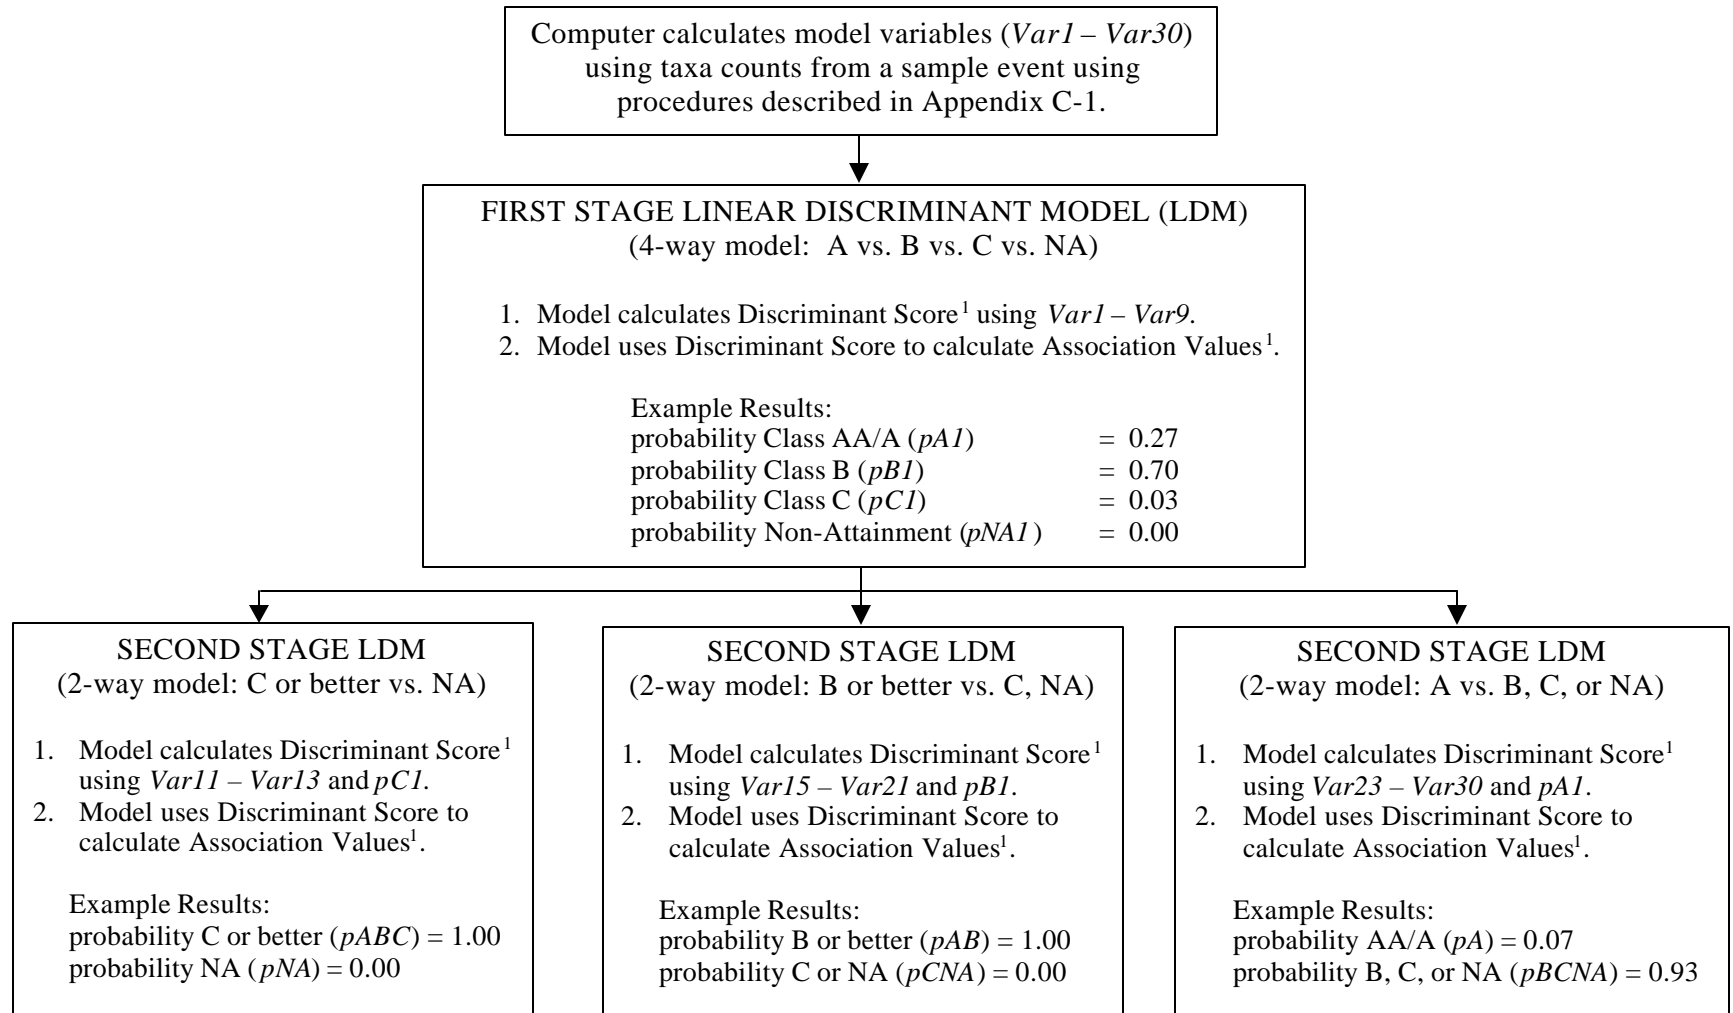 Computer calculates model variables (Var1 – Var30)
using taxa counts from a sample event using
procedures described in Appendix C-1.
FIRST STAGE LINEAR DISCRIMINANT MODEL (LDM)
(4-way model:  A vs. B vs. C vs. NA)
1. Model calculates Discriminant Score¹ using Var1 – Var9.
2. Model uses Discriminant Score to calculate Association Values¹.
Example Results:
probability Class AA/A (pA1) = 0.27
probability Class B (pB1) = 0.70
probability Class C (pC1) = 0.03
probability Non-Attainment (pNA1) = 0.00
SECOND STAGE LDM
(2-way model: C or better vs. NA)
1. Model calculates Discriminant Score¹
using Var11 – Var13 and pC1.
2. Model uses Discriminant Score to
calculate Association Values¹.
Example Results:
probability C or better (pABC) = 1.00
probability NA (pNA) = 0.00
SECOND STAGE LDM
(2-way model: B or better vs. C, NA)
1. Model calculates Discriminant Score¹
using Var15 – Var21 and pB1.
2. Model uses Discriminant Score to
calculate Association Values¹.
Example Results:
probability B or better (pAB) = 1.00
probability C or NA (pCNA) = 0.00
SECOND STAGE LDM
(2-way model: A vs. B, C, or NA)
1. Model calculates Discriminant Score¹
using Var23 – Var30 and pA1.
2. Model uses Discriminant Score to
calculate Association Values¹.
Example Results:
probability AA/A (pA) = 0.07
probability B, C, or NA (pBCNA) = 0.93